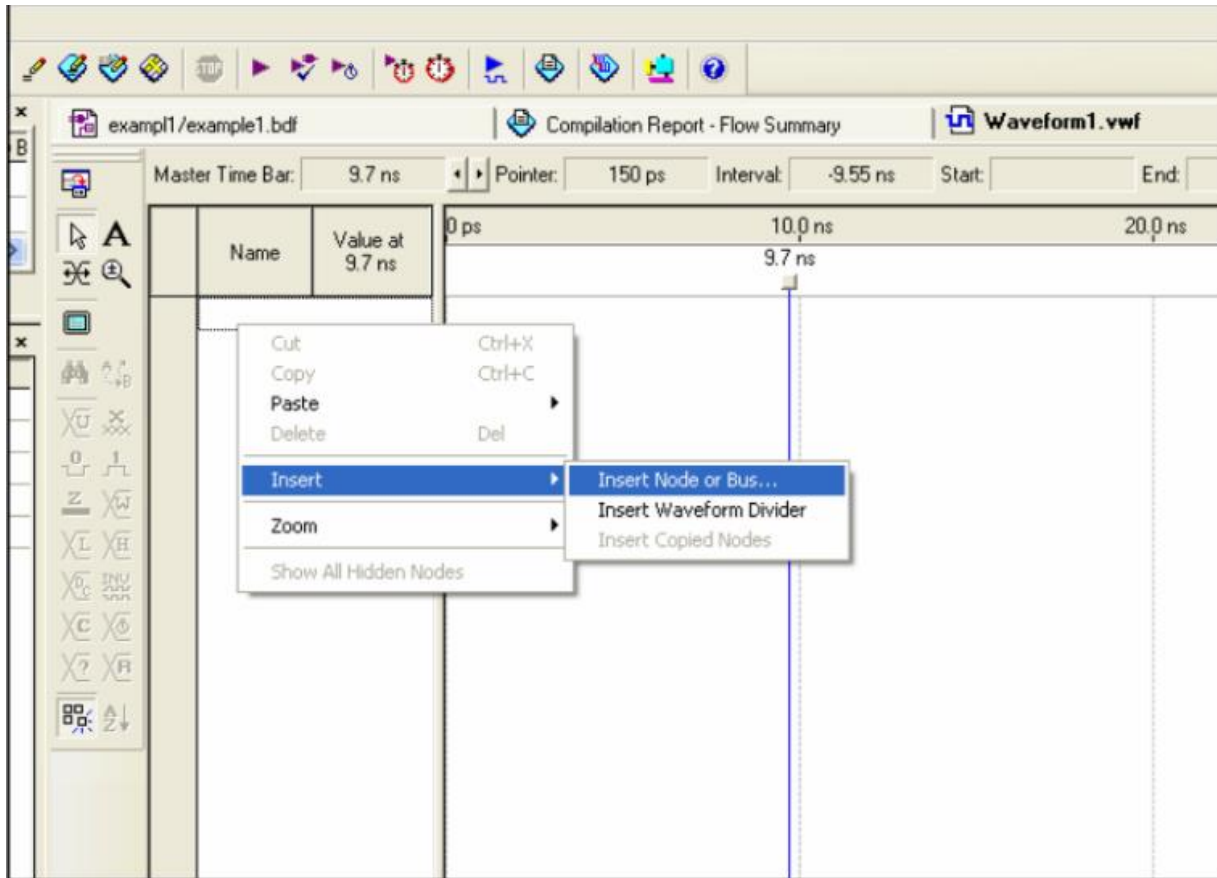 STOP
exampl1/example1.bdf
Compilation Report - Flow Summary
Waveform1.vwf
B
Master Time Bar:
9.7 ns
Pointer:
150 ps
Interval:
-9.55 ns
Start:
End:
A
Name
Value at
9.7 ns
0 ps
10.0 ns
20.0 ns
9.7 ns
Cut Ctrl+X
Copy Ctrl+C
Paste
Delete Del
Insert
Insert Node or Bus...
Insert Waveform Divider
Insert Copied Nodes
Zoom
Show All Hidden Nodes